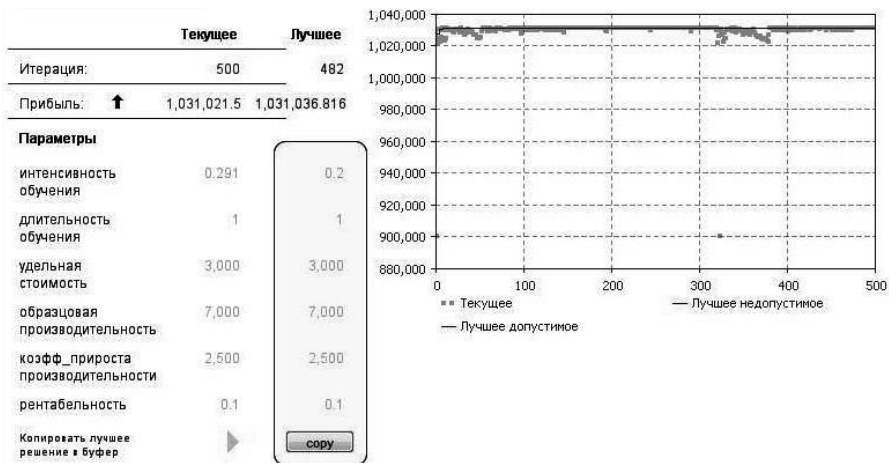 Текущее Лучшее
Итерация: 500 482
Прибыль: 1,031,021.5 1,031,036.816
Параметры
интенсивность обучения 0.291 0.2
длительность обучения 1 1
удельная стоимость 3,000 3,000
образцовая производительность 7,000 7,000
коэфф_прироста производительности 2,500 2,500
рентабельность 0.1 0.1
Копировать лучшее решение в буфер copy
1,040,000
1,020,000
1,000,000
980,000
960,000
940,000
920,000
900,000
880,000
0 100 200 300 400 500
Текущее — Лучшее недопустимое
— Лучшее допустимое